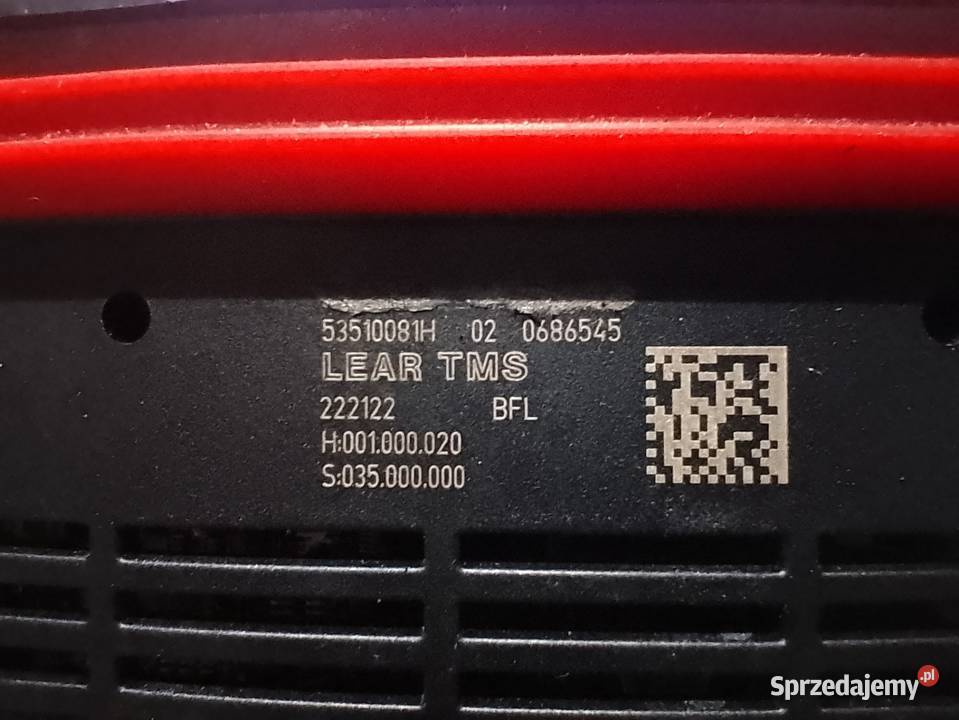 53510081H 02 0686545
LEAR TMS
222122 BFL
H:001.000.020
S:035.000.000
Sprzedajemy.pl